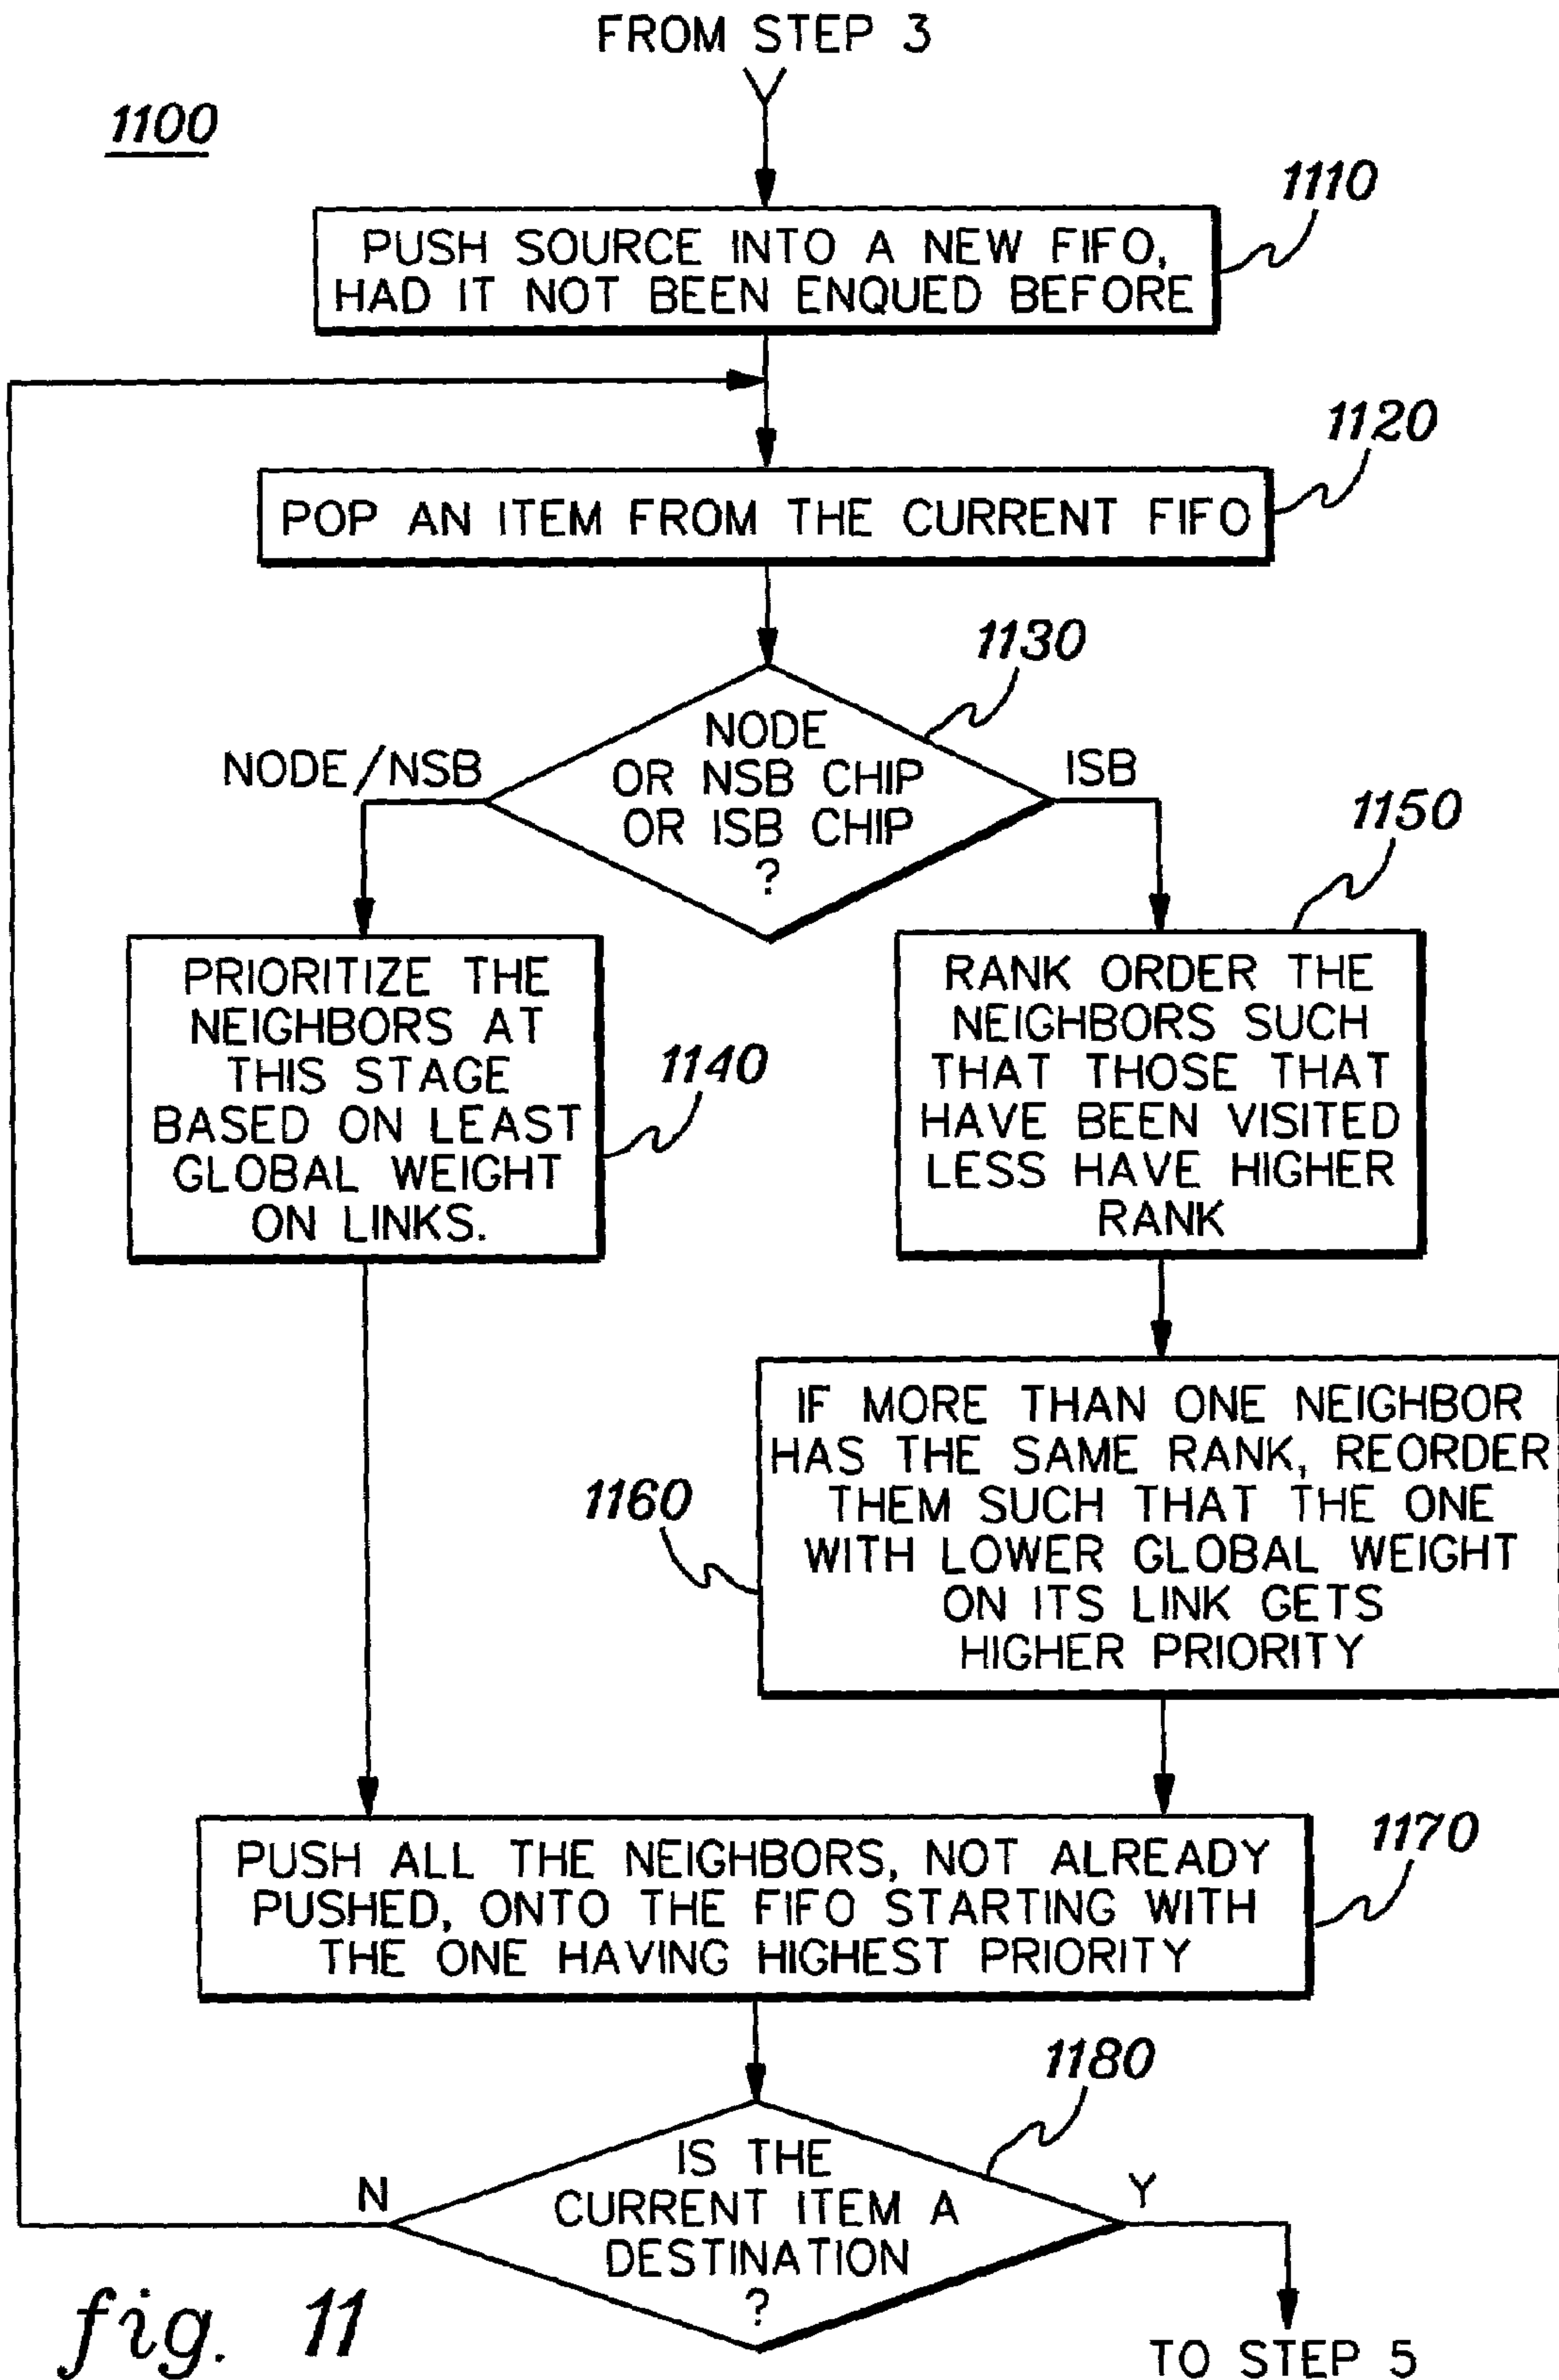 FROM STEP 3
1100
1110
PUSH SOURCE INTO A NEW FIFO,
HAD IT NOT BEEN ENQUED BEFORE
1120
POP AN ITEM FROM THE CURRENT FIFO
1130
NODE
OR NSB CHIP
OR ISB CHIP
?
NODE/NSB
ISB
1140
PRIORITIZE THE
NEIGHBORS AT
THIS STAGE
BASED ON LEAST
GLOBAL WEIGHT
ON LINKS.
1150
RANK ORDER THE
NEIGHBORS SUCH
THAT THOSE THAT
HAVE BEEN VISITED
LESS HAVE HIGHER
RANK
1160
IF MORE THAN ONE NEIGHBOR
HAS THE SAME RANK, REORDER
THEM SUCH THAT THE ONE
WITH LOWER GLOBAL WEIGHT
ON ITS LINK GETS
HIGHER PRIORITY
1170
PUSH ALL THE NEIGHBORS, NOT ALREADY
PUSHED, ONTO THE FIFO STARTING WITH
THE ONE HAVING HIGHEST PRIORITY
1180
IS THE
CURRENT ITEM A
DESTINATION
?
N
Y
TO STEP 5
fig. 11